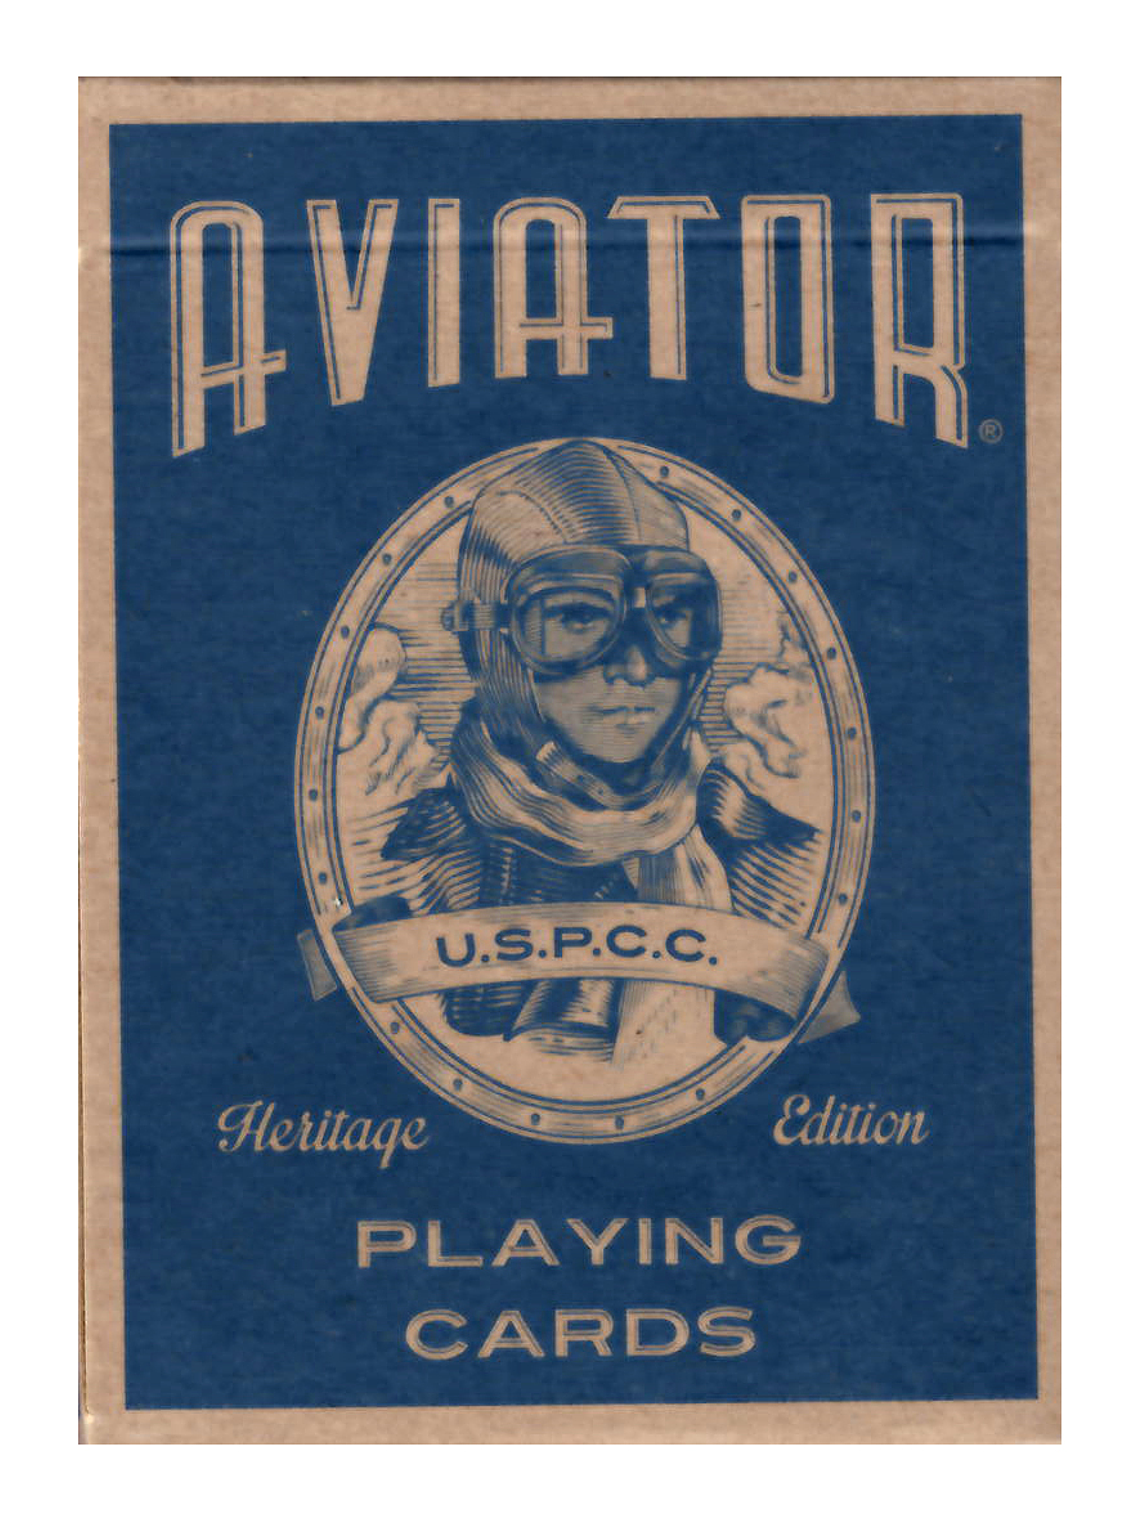 AVIATOR®
U.S.P.C.C.
Heritage Edition
PLAYING
CARDS